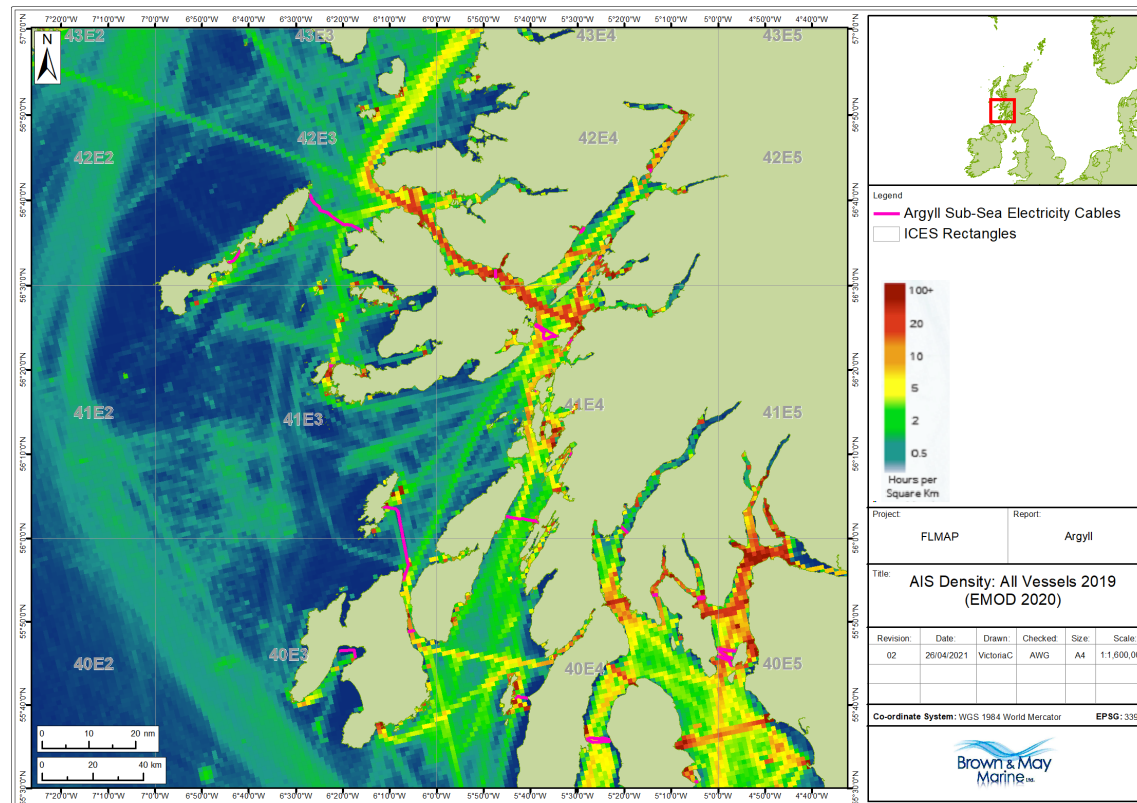 7°20'0"W 7°10'0"W 7°0'0"W 6°50'0"W 6°40'0"W 6°30'0"W 6°20'0"W 6°10'0"W 6°0'0"W 5°50'0"W 5°40'0"W 5°30'0"W 5°20'0"W 5°10'0"W 5°0'0"W 4°50'0"W 4°40'0"W
57°0'0"N
43E2 43E3 43E4 43E5
N
56°50'0"N
42E2 42E3 42E4 42E5
56°40'0"N
56°30'0"N
56°20'0"N
41E2 41E3 41E4 41E5
56°10'0"N
56°0'0"N
55°50'0"N
40E2 40E3 40E4 40E5
55°40'0"N
0 10 20 nm
0 20 40 km
Legend
Argyll Sub-Sea Electricity Cables
ICES Rectangles
100+
20
10
5
2
0.5
Hours per
Square Km
Project: Report:
FLMAP Argyll
Title:
AIS Density: All Vessels 2019
(EMOD 2020)
Revision: Date: Drawn: Checked: Size: Scale:
02 26/04/2021 VictoriaC AWG A4 1:1,600,00
Co-ordinate System: WGS 1984 World Mercator EPSG: 339
Brown & May
Marine Ltd.